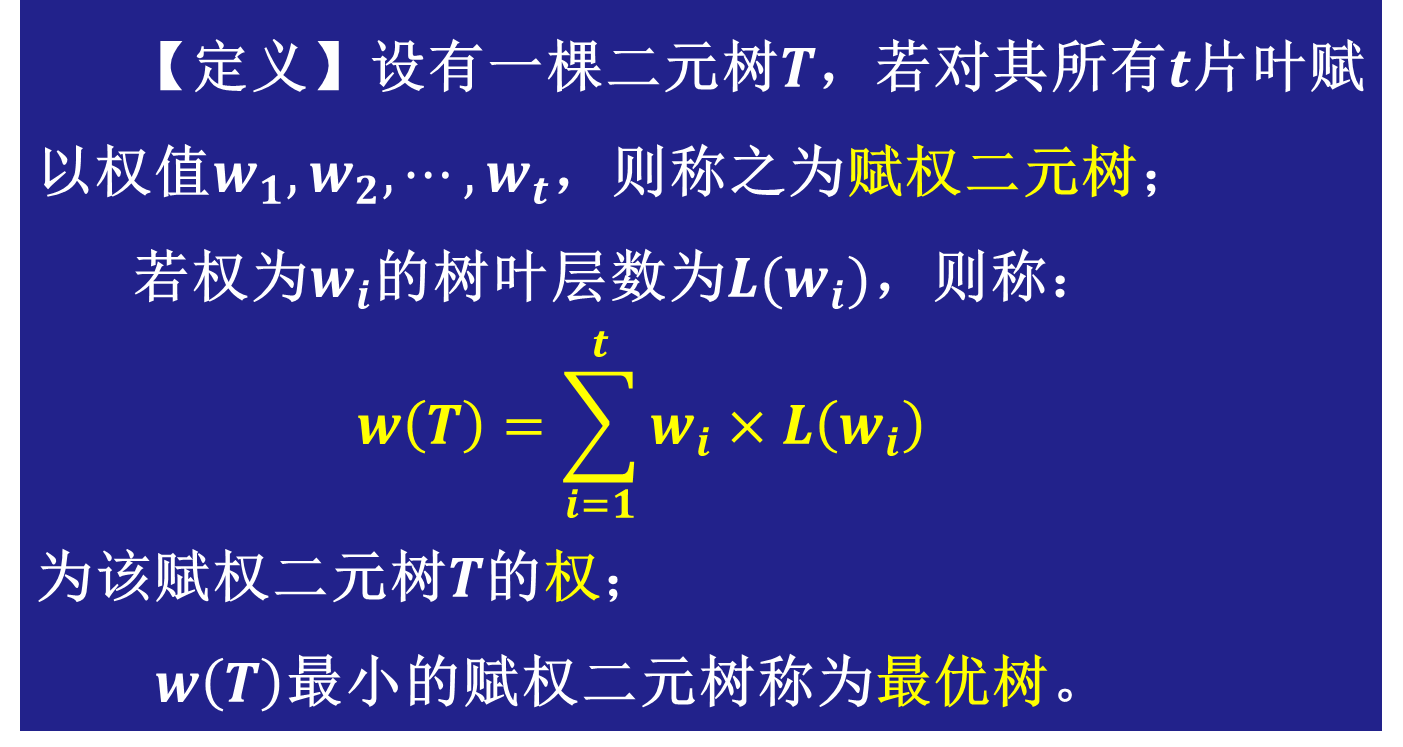 【定义】设有一棵二元树T，若对其所有t片叶赋
以权值w₁, w₂, ⋯ , wₜ，则称之为赋权二元树；
若权为wᵢ的树叶层数为L(wᵢ)，则称：
w(T) = ∑_{i=1}^{t} wᵢ × L(wᵢ)
为该赋权二元树T的权；
w(T)最小的赋权二元树称为最优树。